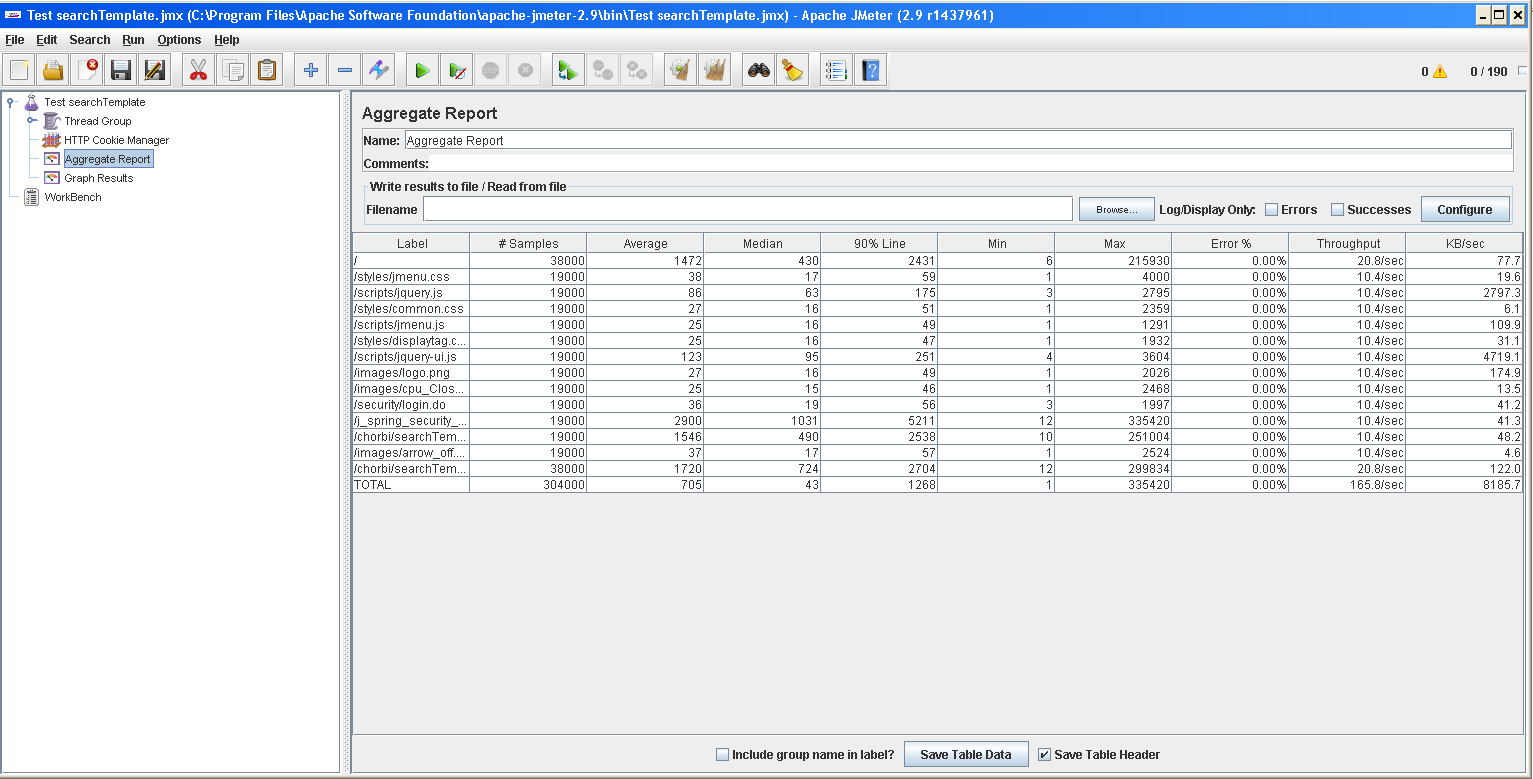 Test searchTemplate.jmx (C:\Program Files\Apache Software Foundation\apache-jmeter-2.9\bin\Test searchTemplate.jmx) - Apache JMeter (2.9 r1437961)
File Edit Search Run Options Help
0 0 / 190
Test searchTemplate
Thread Group
HTTP Cookie Manager
Aggregate Report
Graph Results
WorkBench
Aggregate Report
Name: Aggregate Report
Comments:
Write results to file / Read from file
Filename Browse... Log/Display Only: Errors Successes Configure
Label # Samples Average Median 90% Line Min Max Error % Throughput KB/sec
/ 38000 1472 430 2431 6 215930 0.00% 20.8/sec 77.7
/styles/jmenu.css 19000 38 17 59 1 4000 0.00% 10.4/sec 19.6
/scripts/jquery.js 19000 86 63 175 3 2795 0.00% 10.4/sec 2797.3
/styles/common.css 19000 27 16 51 1 2359 0.00% 10.4/sec 6.1
/scripts/jmenu.js 19000 25 16 49 1 1291 0.00% 10.4/sec 109.9
/styles/displaytag.c... 19000 25 16 47 1 1932 0.00% 10.4/sec 31.1
/scripts/jquery-ui.js 19000 123 95 251 4 3604 0.00% 10.4/sec 4719.1
/images/logo.png 19000 27 16 49 1 2026 0.00% 10.4/sec 174.9
/images/cpu_Clos... 19000 25 15 46 1 2468 0.00% 10.4/sec 13.5
/security/login.do 19000 36 19 56 3 1997 0.00% 10.4/sec 41.2
/j_spring_security_... 19000 2900 1031 5211 12 335420 0.00% 10.4/sec 41.3
/chorbi/searchTem... 19000 1546 490 2538 10 251004 0.00% 10.4/sec 48.2
/images/arrow_off.... 19000 37 17 57 1 2524 0.00% 10.4/sec 4.6
/chorbi/searchTem... 38000 1720 724 2704 12 299834 0.00% 20.8/sec 122.0
TOTAL 304000 705 43 1268 1 335420 0.00% 165.8/sec 8185.7
Include group name in label? Save Table Data Save Table Header